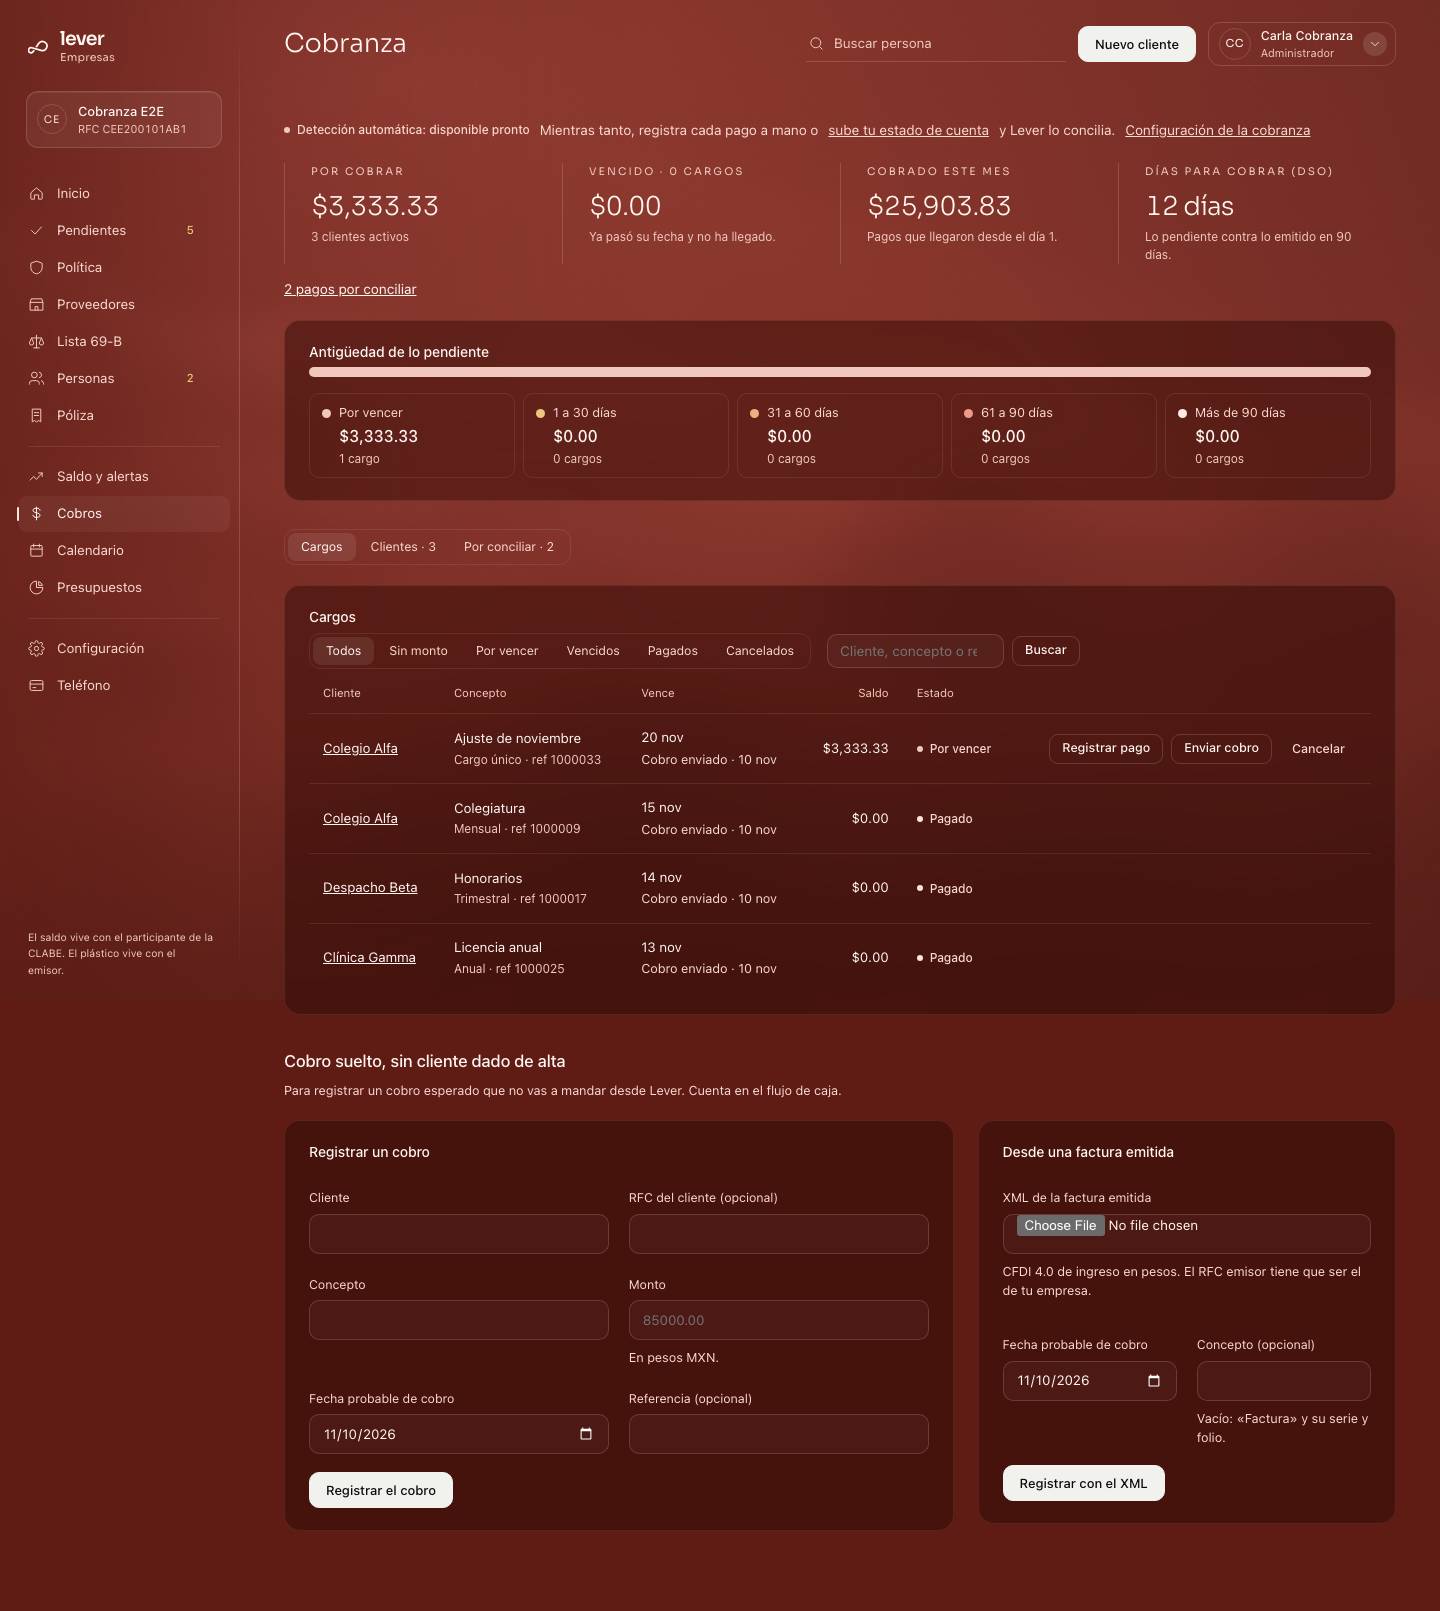 lever
Empresas
CE
Cobranza E2E
RFC CEE200101AB1
Inicio
Pendientes 5
Política
Proveedores
Lista 69-B
Personas 2
Póliza
Saldo y alertas
Cobros
Calendario
Presupuestos
Configuración
Teléfono
El saldo vive con el participante de la
CLABE. El plástico vive con el
emisor.
Cobranza
Buscar persona
Nuevo cliente
CC
Carla Cobranza
Administrador
Detección automática: disponible pronto Mientras tanto, registra cada pago a mano o sube tu estado de cuenta y Lever lo concilia. Configuración de la cobranza
POR COBRAR
$3,333.33
3 clientes activos
VENCIDO · 0 CARGOS
$0.00
Ya pasó su fecha y no ha llegado.
COBRADO ESTE MES
$25,903.83
Pagos que llegaron desde el día 1.
DÍAS PARA COBRAR (DSO)
12 días
Lo pendiente contra lo emitido en 90
días.
2 pagos por conciliar
Antigüedad de lo pendiente
Por vencer
$3,333.33
1 cargo
1 a 30 días
$0.00
0 cargos
31 a 60 días
$0.00
0 cargos
61 a 90 días
$0.00
0 cargos
Más de 90 días
$0.00
0 cargos
Cargos Clientes · 3 Por conciliar · 2
Cargos
Todos Sin monto Por vencer Vencidos Pagados Cancelados Cliente, concepto o re Buscar
Cliente Concepto Vence Saldo Estado
Colegio Alfa
Ajuste de noviembre
Cargo único · ref 1000033
20 nov
Cobro enviado · 10 nov
$3,333.33
Por vencer
Registrar pago Enviar cobro Cancelar
Colegio Alfa
Colegiatura
Mensual · ref 1000009
15 nov
Cobro enviado · 10 nov
$0.00
Pagado
Despacho Beta
Honorarios
Trimestral · ref 1000017
14 nov
Cobro enviado · 10 nov
$0.00
Pagado
Clínica Gamma
Licencia anual
Anual · ref 1000025
13 nov
Cobro enviado · 10 nov
$0.00
Pagado
Cobro suelto, sin cliente dado de alta
Para registrar un cobro esperado que no vas a mandar desde Lever. Cuenta en el flujo de caja.
Registrar un cobro
Cliente
RFC del cliente (opcional)
Concepto
Monto
85000.00
En pesos MXN.
Fecha probable de cobro
11/10/2026
Referencia (opcional)
Registrar el cobro
Desde una factura emitida
XML de la factura emitida
Choose File No file chosen
CFDI 4.0 de ingreso en pesos. El RFC emisor tiene que ser el
de tu empresa.
Fecha probable de cobro
11/10/2026
Concepto (opcional)
Vacío: «Factura» y su serie y
folio.
Registrar con el XML